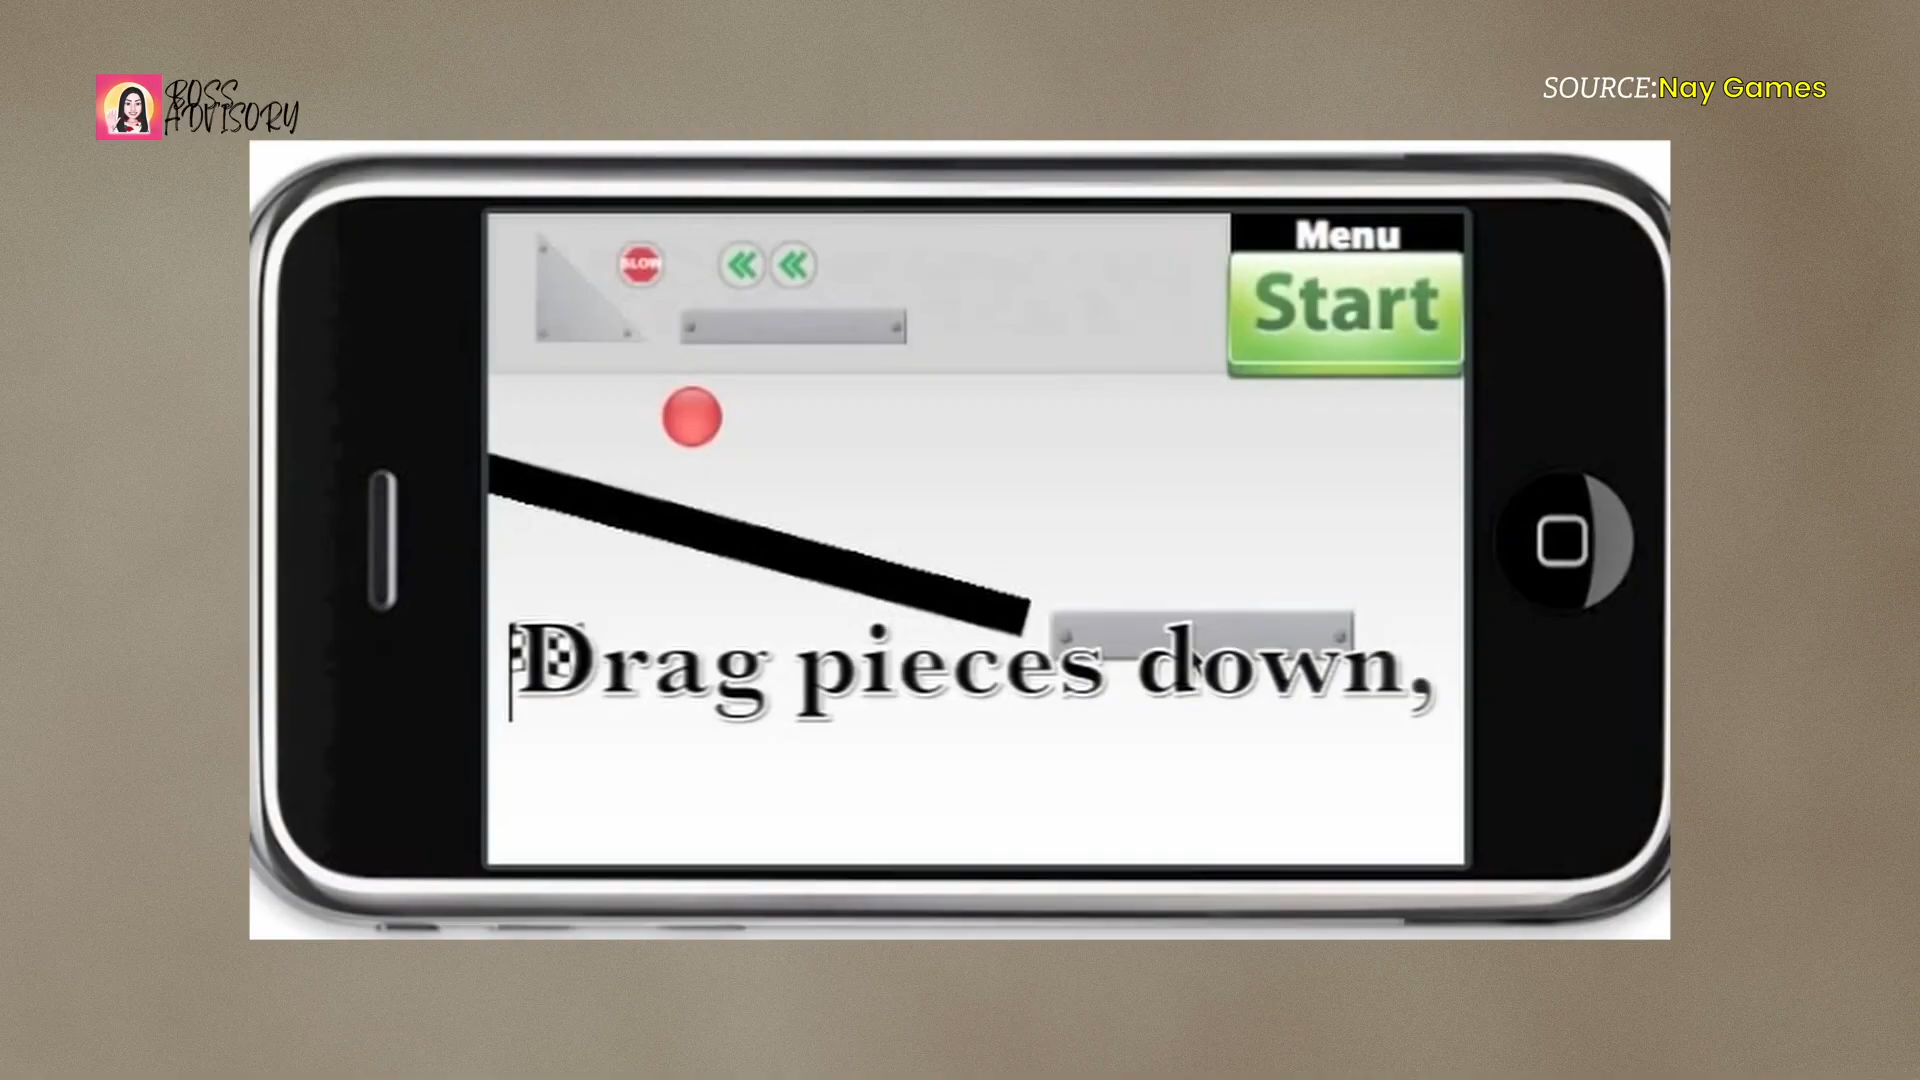 BOSS
ADVISORY
SOURCE:Nay Games
Menu
SLOW
Start
Drag pieces down,